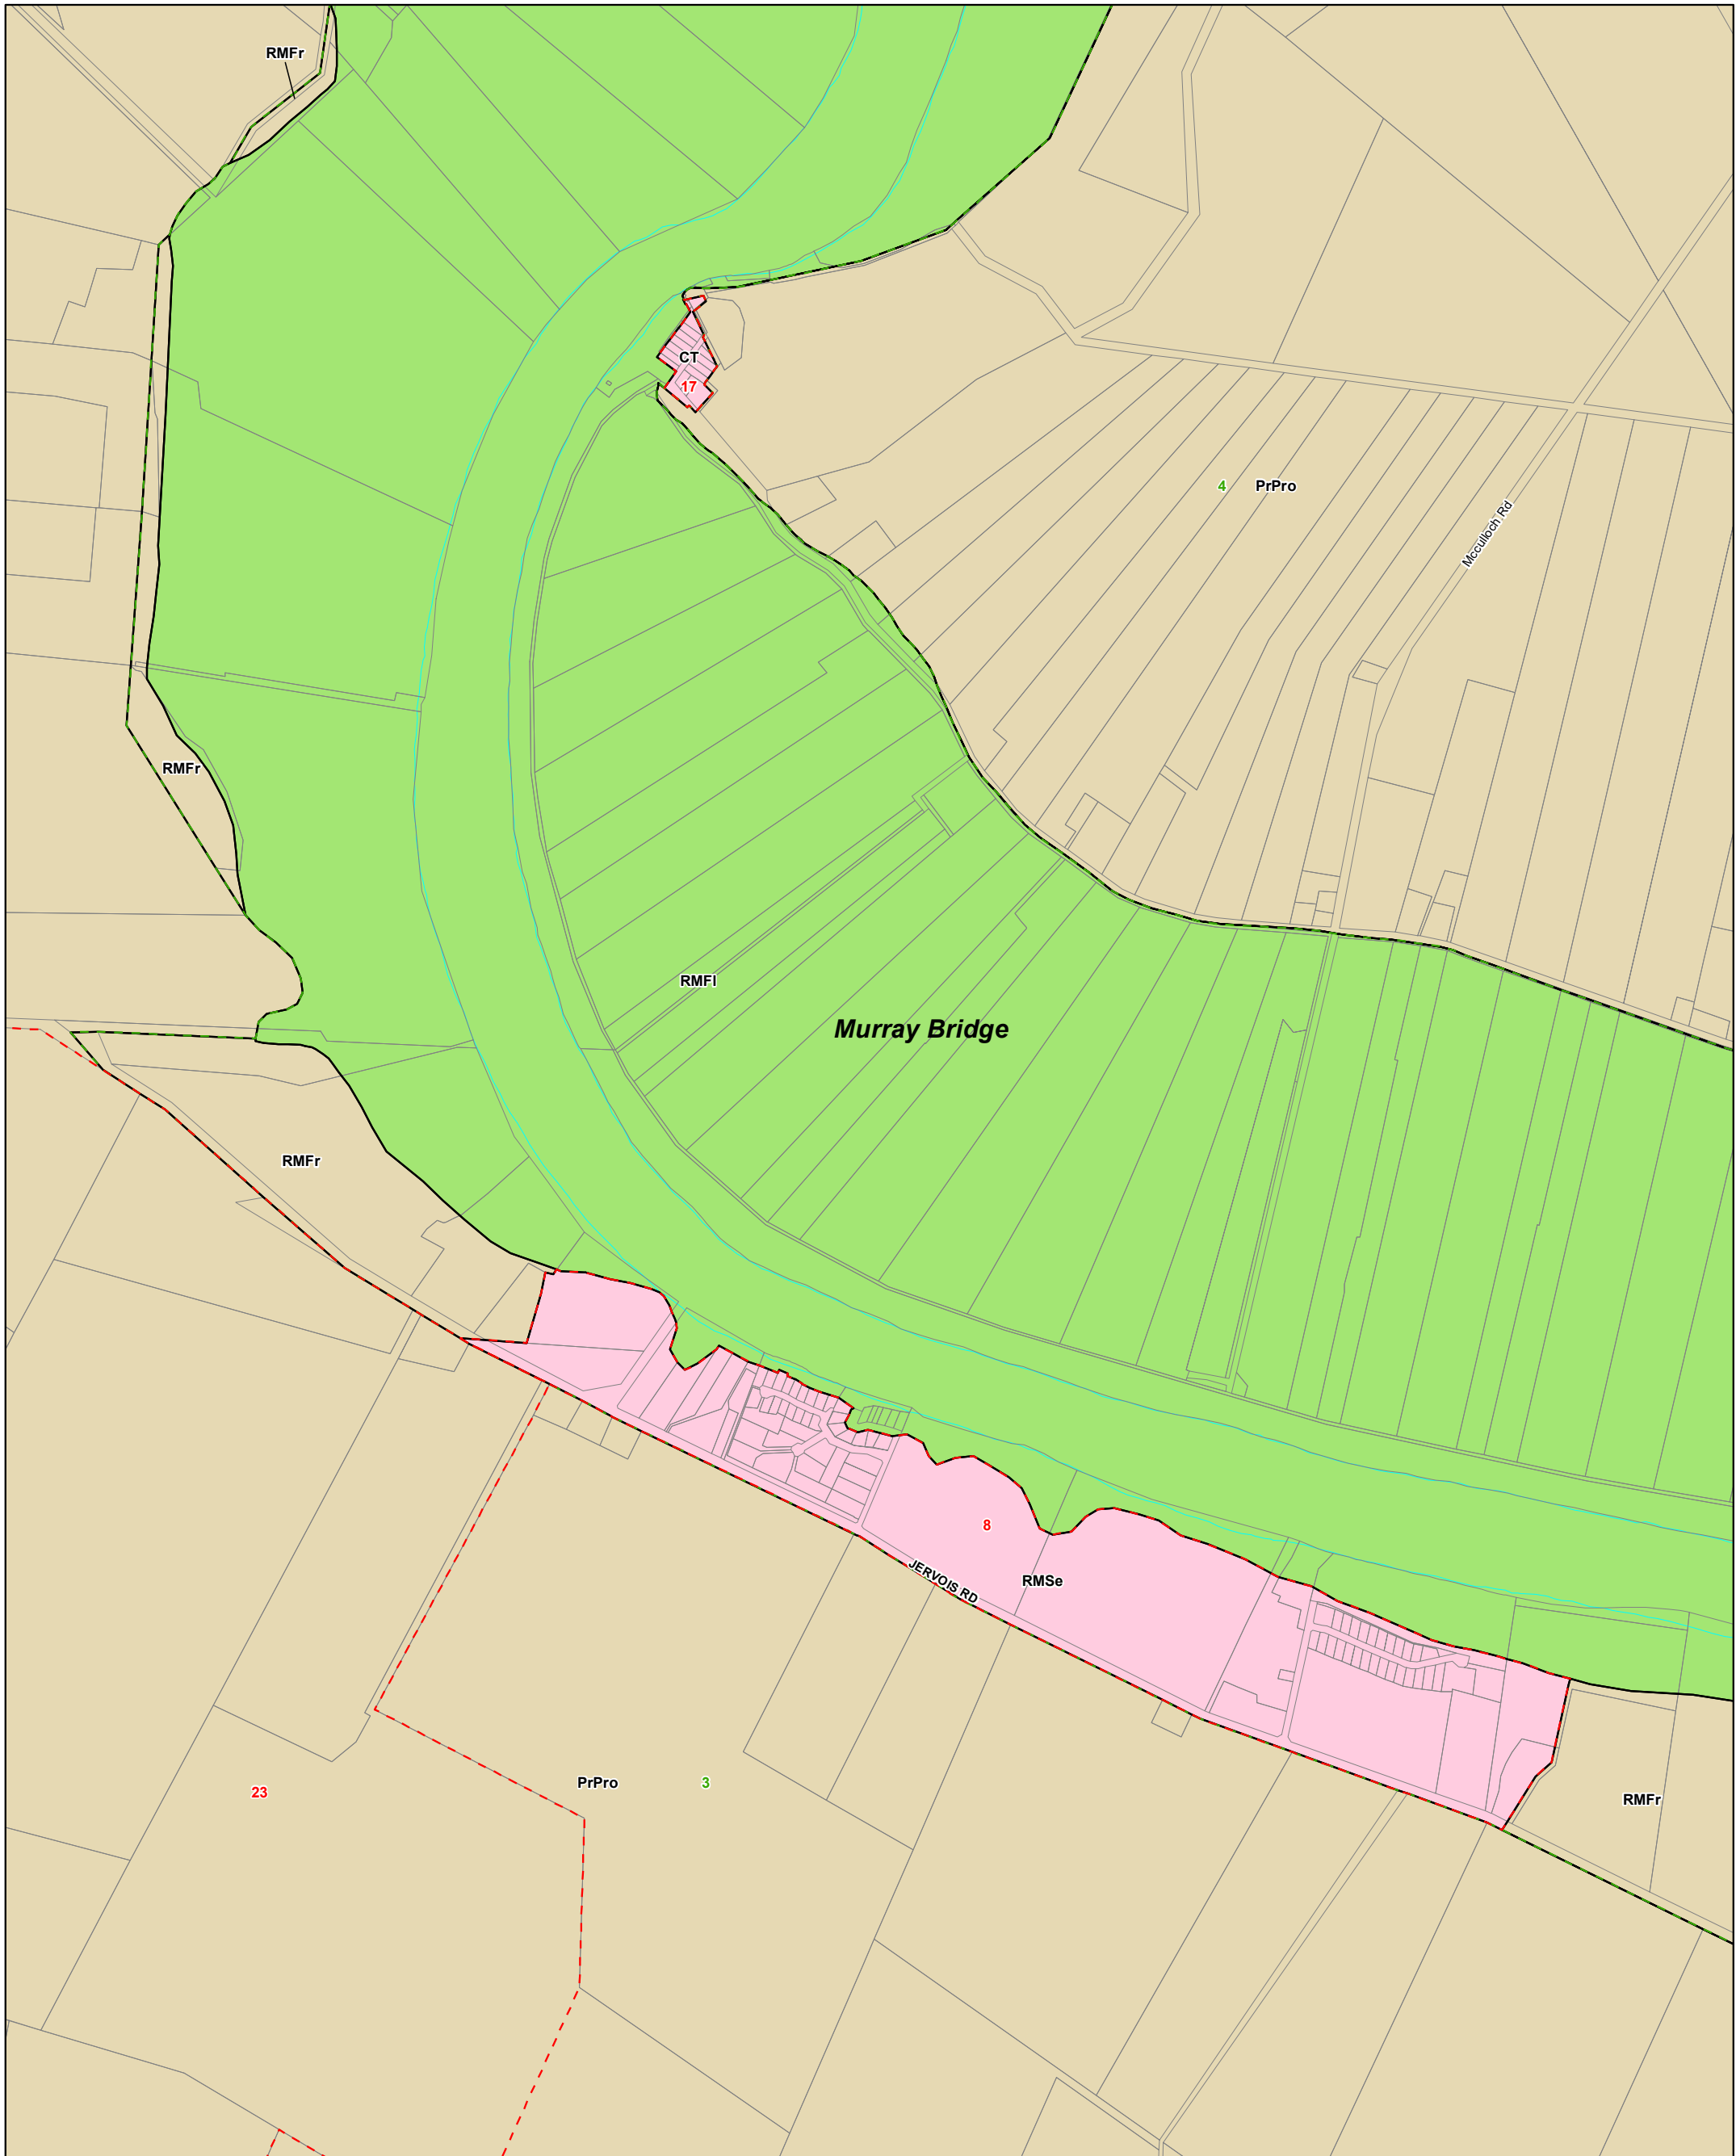 RMFr
CT
17
4 PrPro
Mcculloch Rd
RMFr
RMFl
Murray Bridge
RMFr
8
JERVOIS RD
RMSe
PrPro 3
23
RMFr